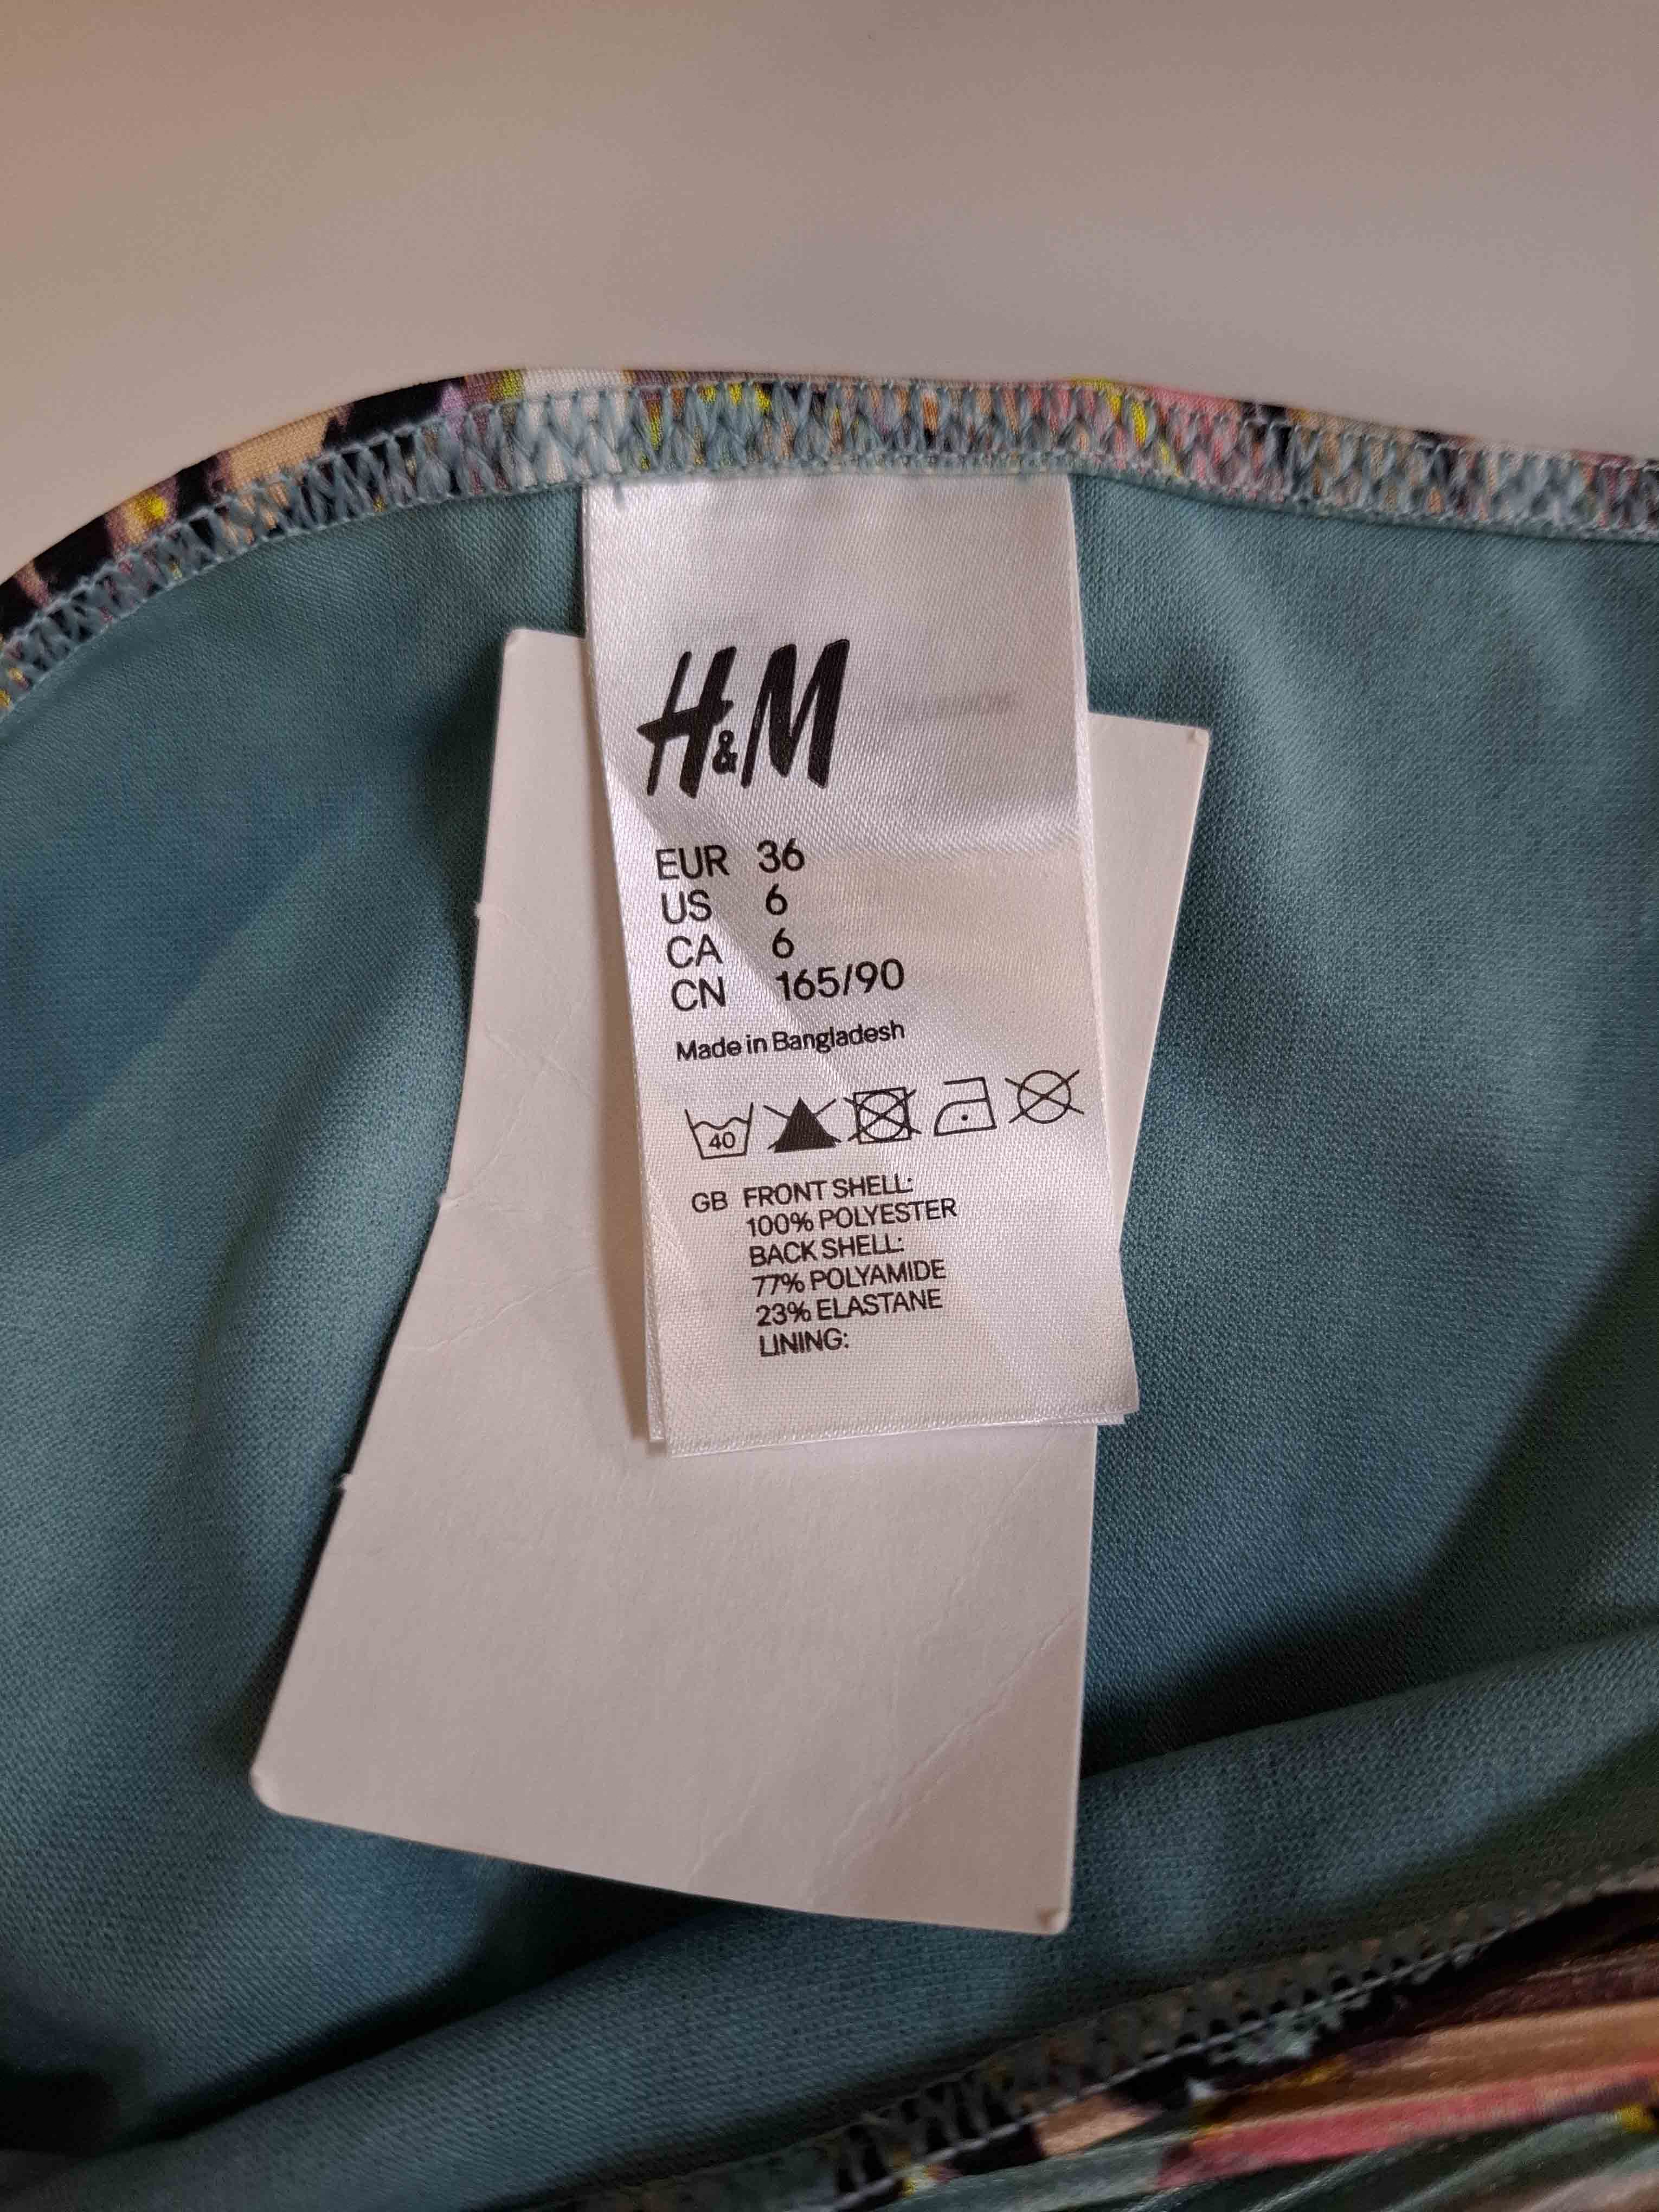 H&M
EUR 36
US 6
CA 6
CN 165/90
Made in Bangladesh
40
GB FRONT SHELL:
100% POLYESTER
BACK SHELL:
77% POLYAMIDE
23% ELASTANE
LINING: